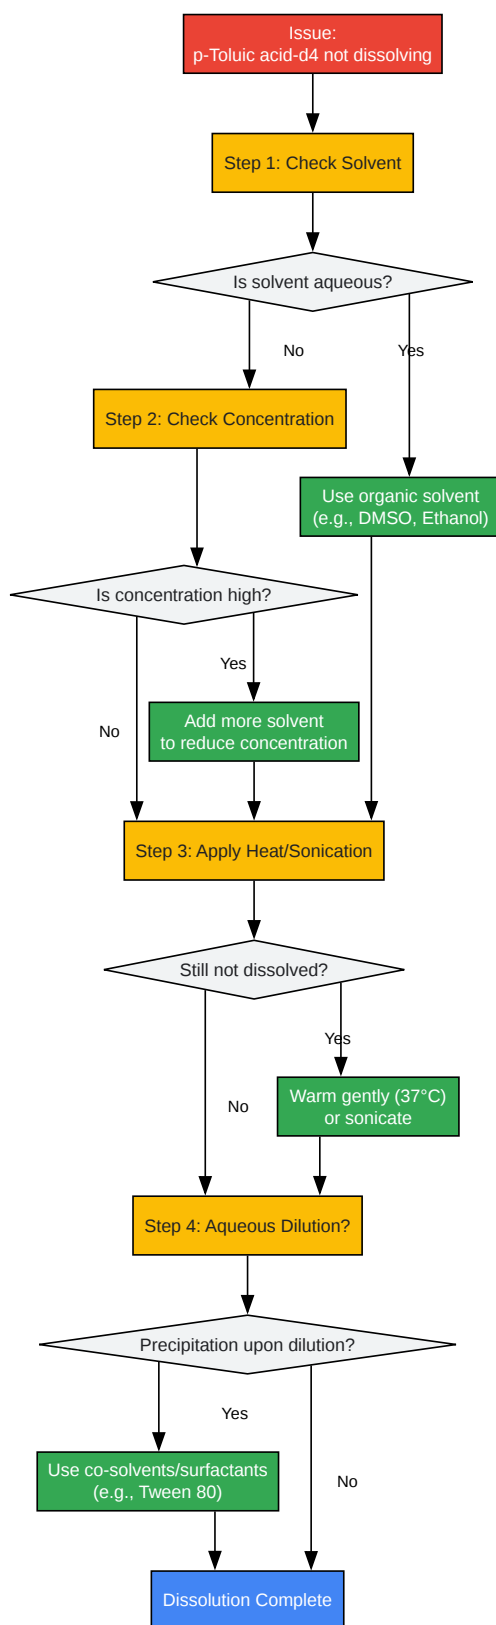 Issue:
p-Toluic acid-d4 not dissolving
Step 1: Check Solvent
Is solvent aqueous?
No
Yes
Step 2: Check Concentration
Use organic solvent
(e.g., DMSO, Ethanol)
Is concentration high?
Yes
Add more solvent
to reduce concentration
No
Step 3: Apply Heat/Sonication
Still not dissolved?
Yes
Warm gently (37°C)
or sonicate
No
Step 4: Aqueous Dilution?
Precipitation upon dilution?
Yes
Use co-solvents/surfactants
(e.g., Tween 80)
No
Dissolution Complete